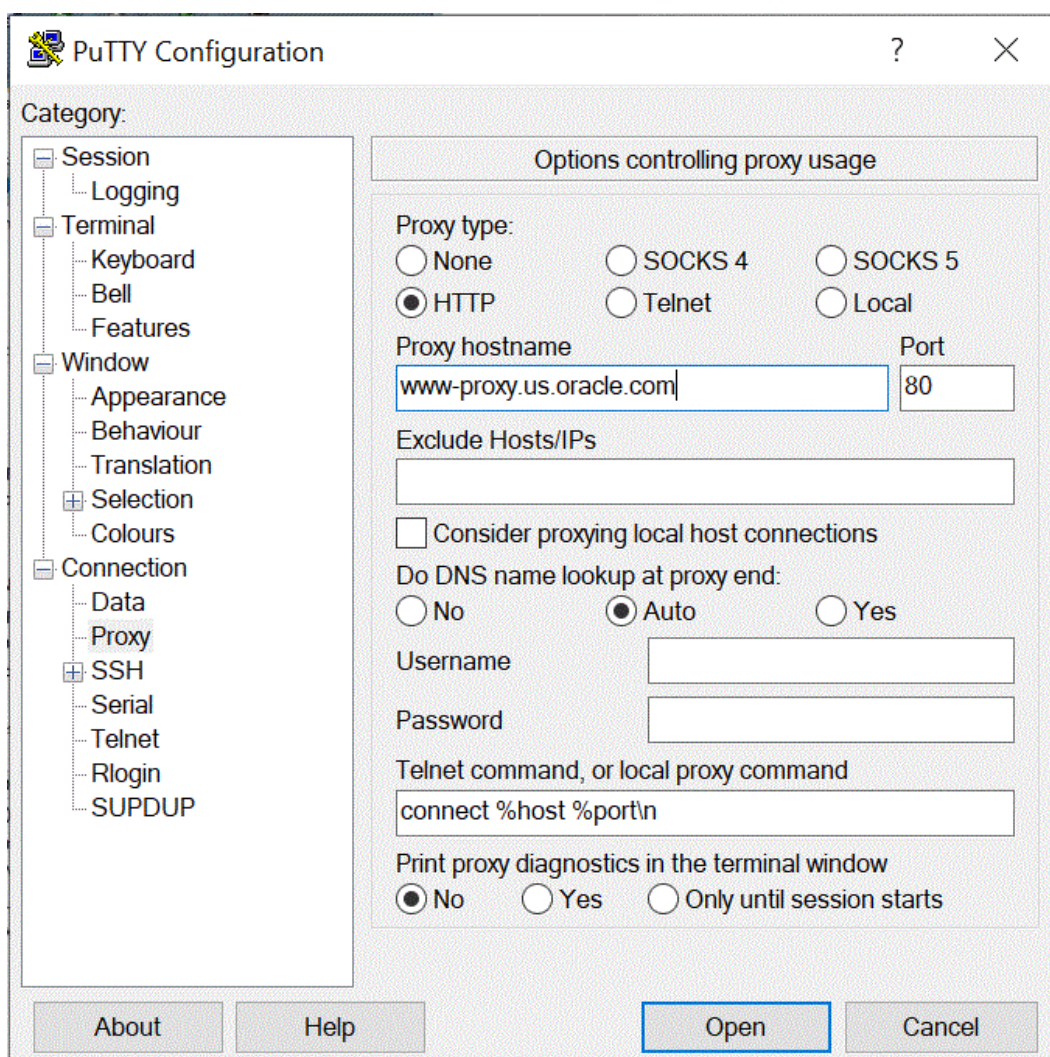 PuTTY Configuration ?
Category:
Session
Logging
Terminal
Keyboard
Bell
Features
Window
Appearance
Behaviour
Translation
Selection
Colours
Connection
Data
Proxy
SSH
Serial
Telnet
Rlogin
SUPDUP
Options controlling proxy usage
Proxy type:
None SOCKS 4 SOCKS 5
HTTP Telnet Local
Proxy hostname Port
www-proxy.us.oracle.com 80
Exclude Hosts/IPs
Consider proxying local host connections
Do DNS name lookup at proxy end:
No Auto Yes
Username
Password
Telnet command, or local proxy command
connect %host %port\n
Print proxy diagnostics in the terminal window
No Yes Only until session starts
About Help Open Cancel